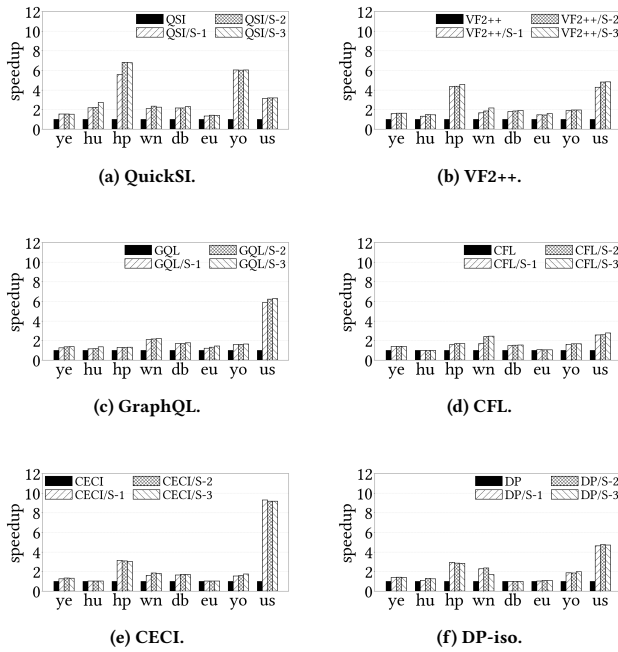 QSI QSI/S-2
QSI/S-1 QSI/S-3
speedup
12
10
8
6
4
2
0
ye hu hp wn db eu yo us
(a) QuickSI.
VF2++ VF2++/S-2
VF2++/S-1 VF2++/S-3
speedup
12
10
8
6
4
2
0
ye hu hp wn db eu yo us
(b) VF2++.
GQL GQL/S-2
GQL/S-1 GQL/S-3
speedup
12
10
8
6
4
2
0
ye hu hp wn db eu yo us
(c) GraphQL.
CFL CFL/S-2
CFL/S-1 CFL/S-3
speedup
12
10
8
6
4
2
0
ye hu hp wn db eu yo us
(d) CFL.
CECI CECI/S-2
CECI/S-1 CECI/S-3
speedup
12
10
8
6
4
2
0
ye hu hp wn db eu yo us
(e) CECI.
DP DP/S-2
DP/S-1 DP/S-3
speedup
12
10
8
6
4
2
0
ye hu hp wn db eu yo us
(f) DP-iso.